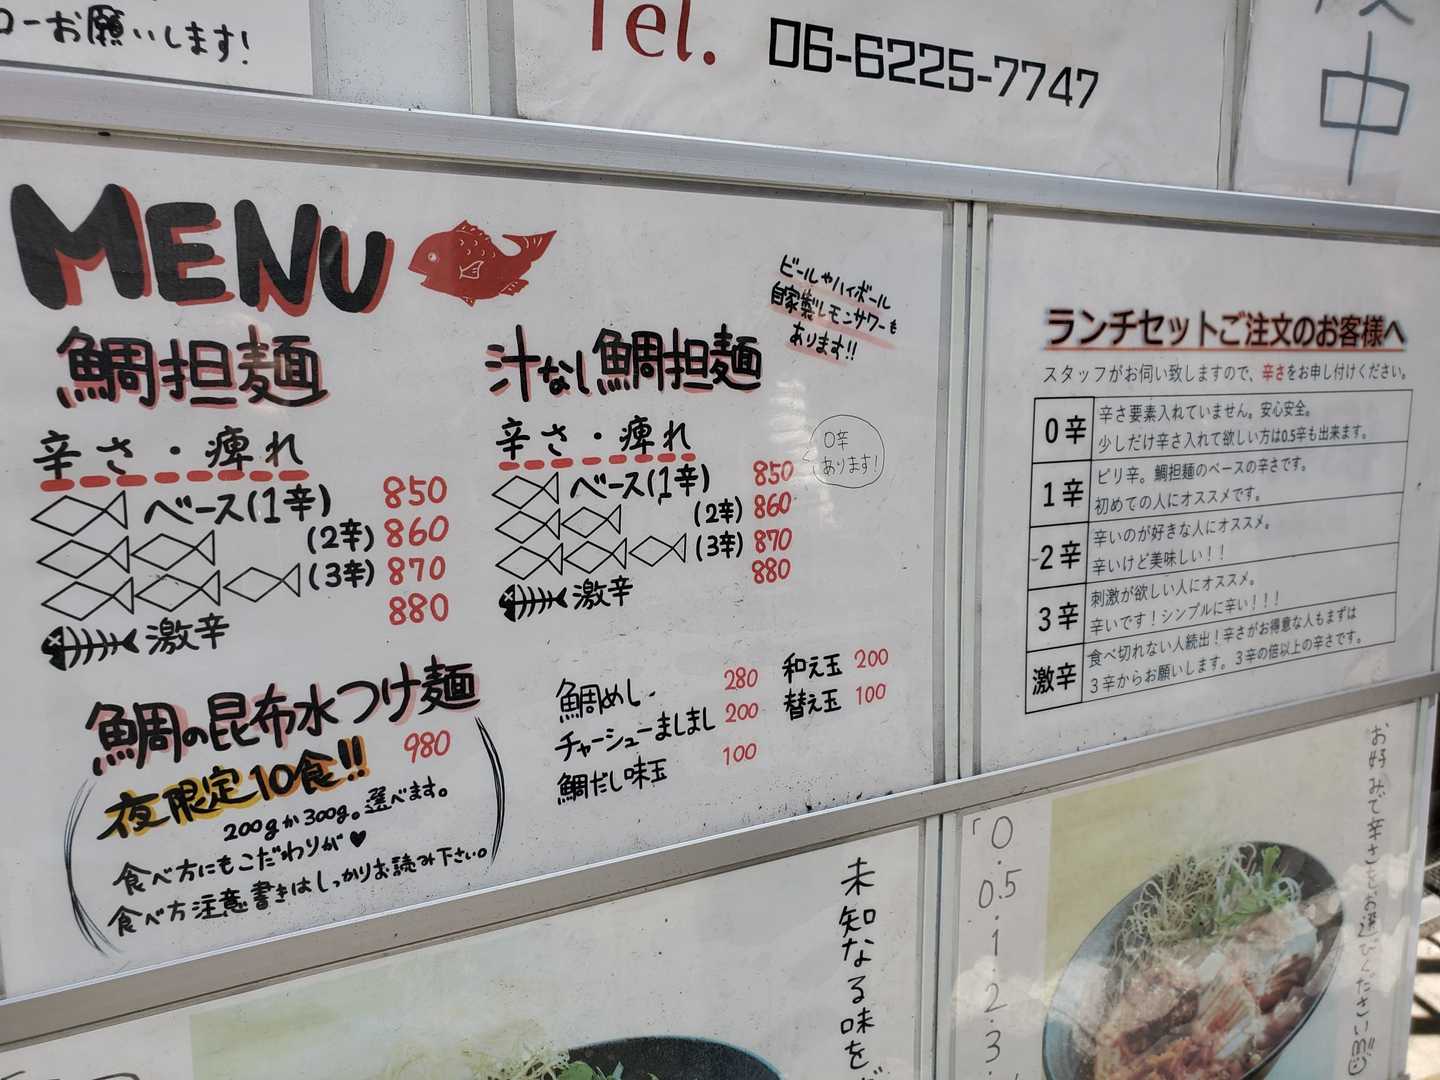 ローお願いします!
Tel.
06-6225-7747
中
MENU
鯛担麺
辛さ・痺れ
ベース(1辛) 850
(2辛) 860
(3辛) 870
激辛 880
汁なし鯛担麺
辛さ・痺れ
ベース(1辛) 850
(2辛) 860
(3辛) 870
激辛 880
ビールやハイボール
自家製レモンサワーも
あります!!
0辛
あります!
鯛の昆布水つけ麺
980
夜限定10食!!
200gか300g。選べます。
食べ方にもこだわりが♥
食べ方注意書きはしっかりお読み下さい。
鯛めし 280
チャーシューましまし 200
鯛だし味玉 100
和え玉 200
替え玉 100
ランチセットご注文のお客様へ
スタッフがお伺い致しますので、辛さをお申し付けください。
0辛
辛さ要素入れていません。安心安全。
少しだけ辛さ入れて欲しい方は0.5辛も出来ます。
1辛
ピリ辛。鯛担麺のベースの辛さです。
初めての人にオススメです。
2辛
辛いのが好きな人にオススメ。
辛いけど美味しい!!
3辛
刺激が欲しい人にオススメ。
辛いです!シンプルに辛い!!!
激辛
食べ切れない人続出!辛さがお得意な人もまずは
3辛からお願いします。3辛の倍以上の辛さです。
未知なる味を
お好みで辛さをお選びください
「0・0.5・1・2・3・